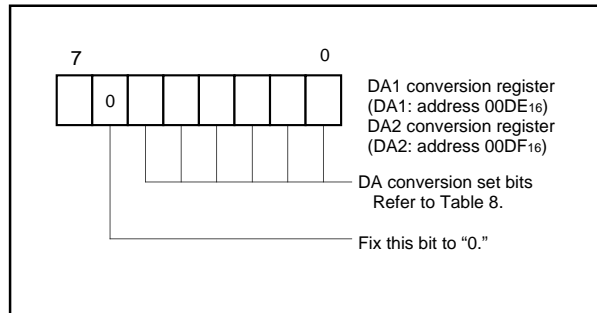 7 0
0
DA1 conversion register
(DA1: address 00DE16)
DA2 conversion register
(DA2: address 00DF16)
DA conversion set bits
Refer to Table 8.
Fix this bit to “0.”